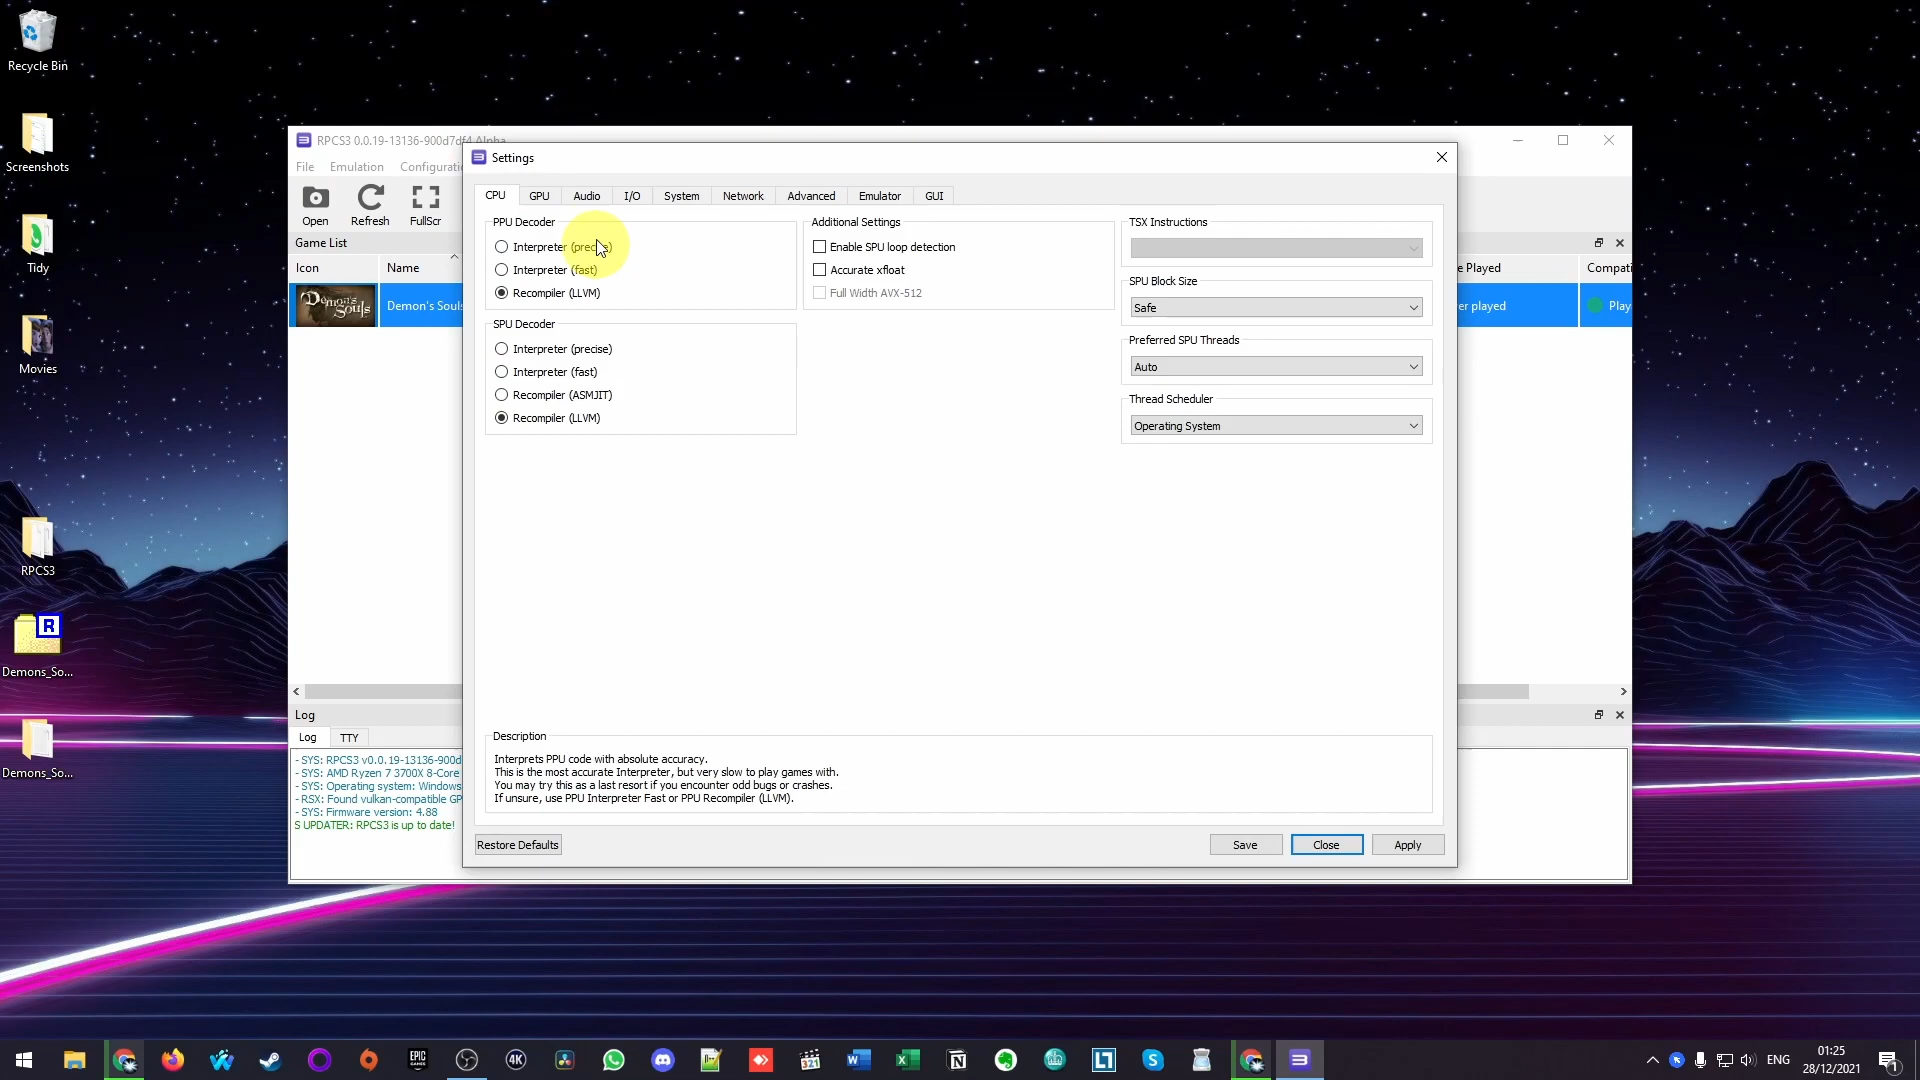 Recycle Bin
Screenshots
Tidy
Movies
RPCS3
R
Demons_So...
Demons_So...
RPCS3 0.0.19-13136-900d7df4 Alpha
File Emulation Configurati
Open Refresh FullScr
Game List
Icon Name
Demon's Souls
Demon's Souls
e Played Compati
er played Play
Log
Log TTY
- SYS: RPCS3 v0.0.19-13136-900d
- SYS: AMD Ryzen 7 3700X 8-Core
- SYS: Operating system: Windows
- RSX: Found vulkan-compatible GP
- SYS: Firmware version: 4.88
S UPDATER: RPCS3 is up to date!
Settings
CPU GPU Audio I/O System Network Advanced Emulator GUI
PPU Decoder
Interpreter (precise)
Interpreter (fast)
Recompiler (LLVM)
SPU Decoder
Interpreter (precise)
Interpreter (fast)
Recompiler (ASMJIT)
Recompiler (LLVM)
Additional Settings
Enable SPU loop detection
Accurate xfloat
Full Width AVX-512
TSX Instructions
SPU Block Size
Safe
Preferred SPU Threads
Auto
Thread Scheduler
Operating System
Description
Interprets PPU code with absolute accuracy.
This is the most accurate Interpreter, but very slow to play games with.
You may try this as a last resort if you encounter odd bugs or crashes.
If unsure, use PPU Interpreter Fast or PPU Recompiler (LLVM).
Restore Defaults Save Close Apply
EPIC GAMES
4K
321
ENG
01:25
28/12/2021
1